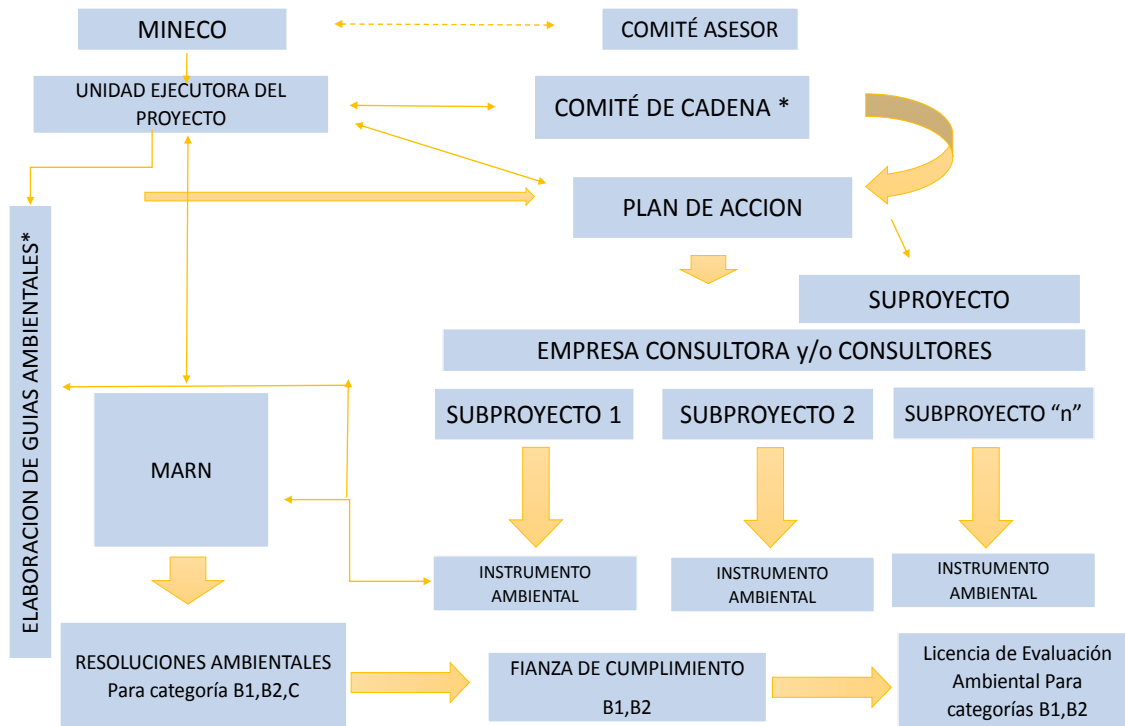 MINECO
COMITÉ ASESOR
UNIDAD EJECUTORA DEL
PROYECTO
COMITÉ DE CADENA *
PLAN DE ACCION
ELABORACION DE GUIAS AMBIENTALES*
SUPROYECTO
EMPRESA CONSULTORA y/o CONSULTORES
MARN
SUBPROYECTO 1
SUBPROYECTO 2
SUBPROYECTO “n”
INSTRUMENTO
AMBIENTAL
INSTRUMENTO
AMBIENTAL
INSTRUMENTO
AMBIENTAL
RESOLUCIONES AMBIENTALES
Para categoría B1,B2,C
FIANZA DE CUMPLIMIENTO
B1,B2
Licencia de Evaluación
Ambiental Para
categorías B1,B2